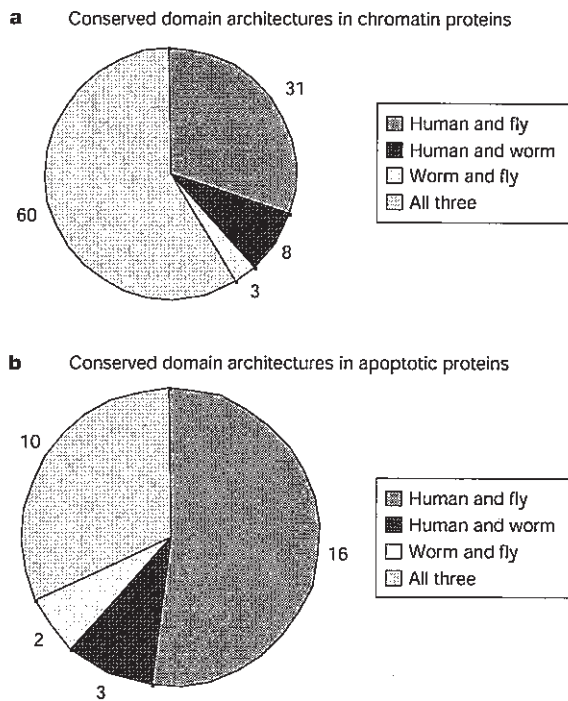 a Conserved domain architectures in chromatin proteins
31
Human and fly
Human and worm
Worm and fly
All three
60
8
3
b Conserved domain architectures in apoptotic proteins
10
Human and fly
Human and worm
Worm and fly
All three
16
2
3